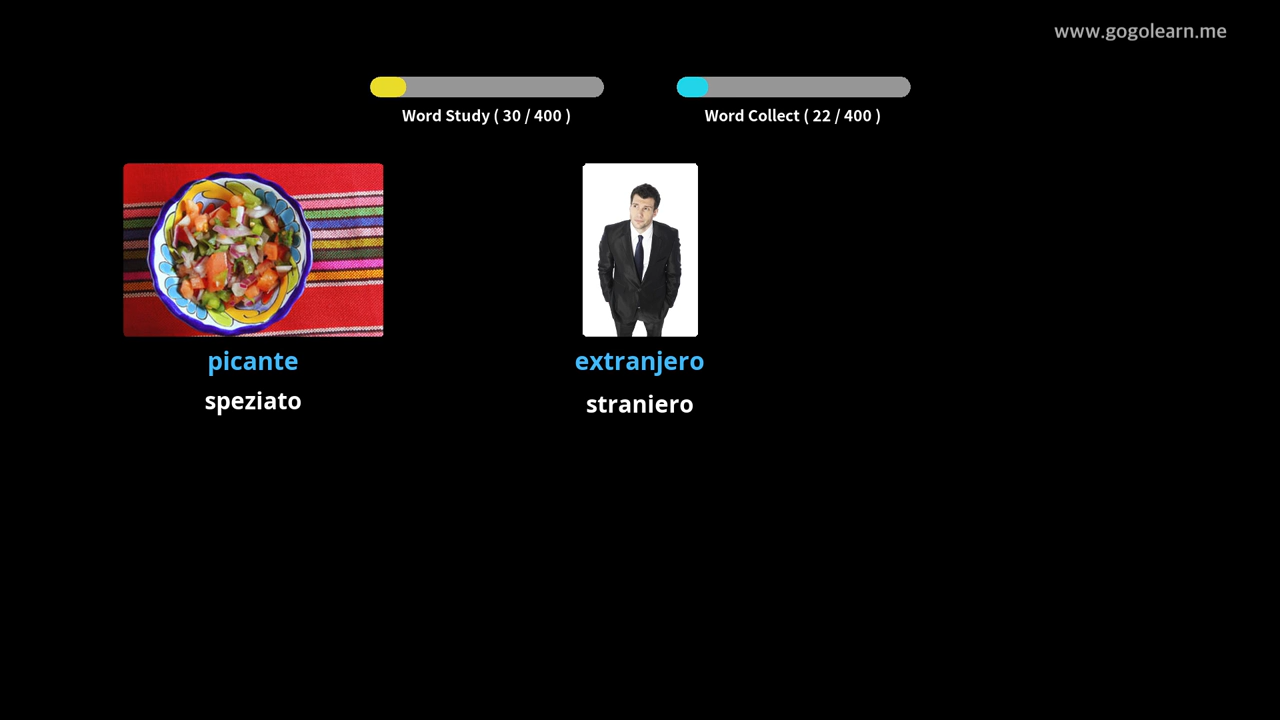 www.gogolearn.me
Word Study ( 30 / 400 )
Word Collect ( 22 / 400 )
picante
speziato
extranjero
straniero